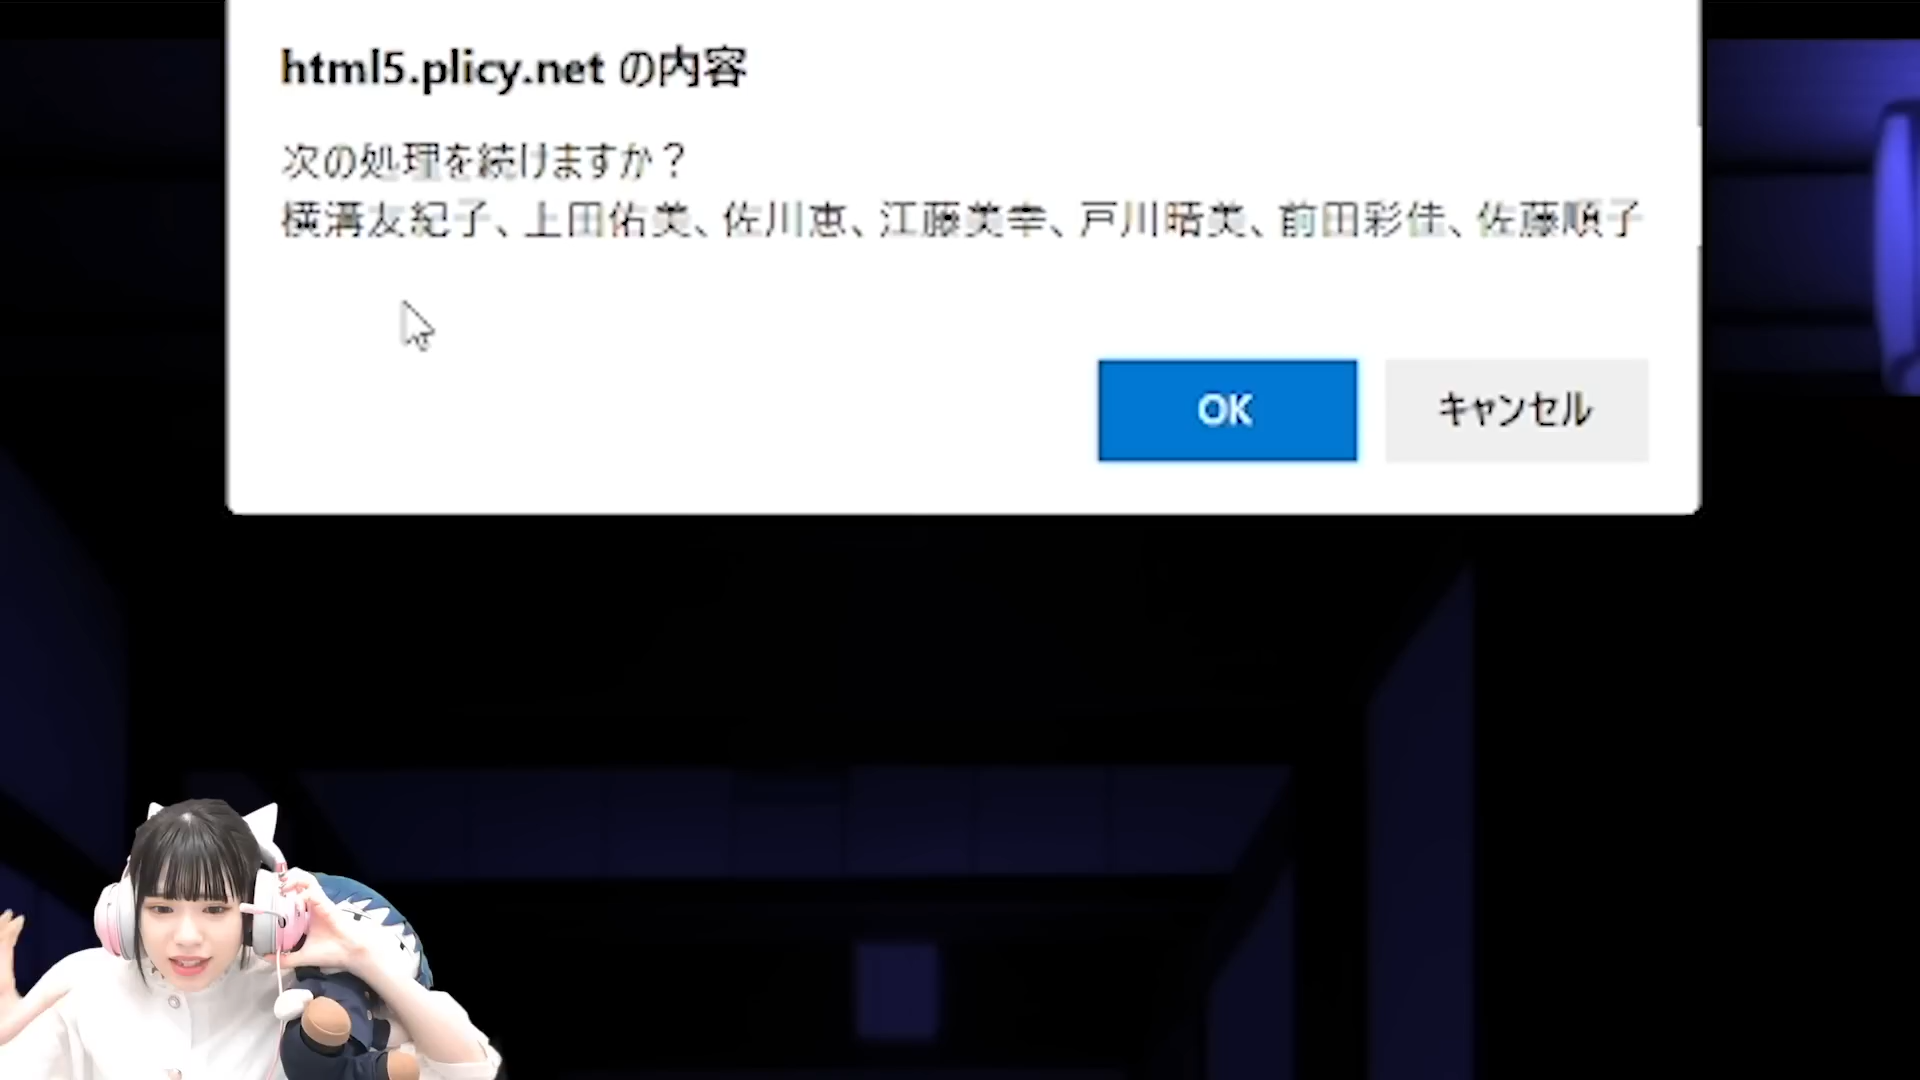 html5.plicy.net の内容
次の処理を続けますか？
横溝友紀子、上田佑美、佐川恵、江藤美幸、戸川晴美、前田彩佳、佐藤順子
OK
キャンセル